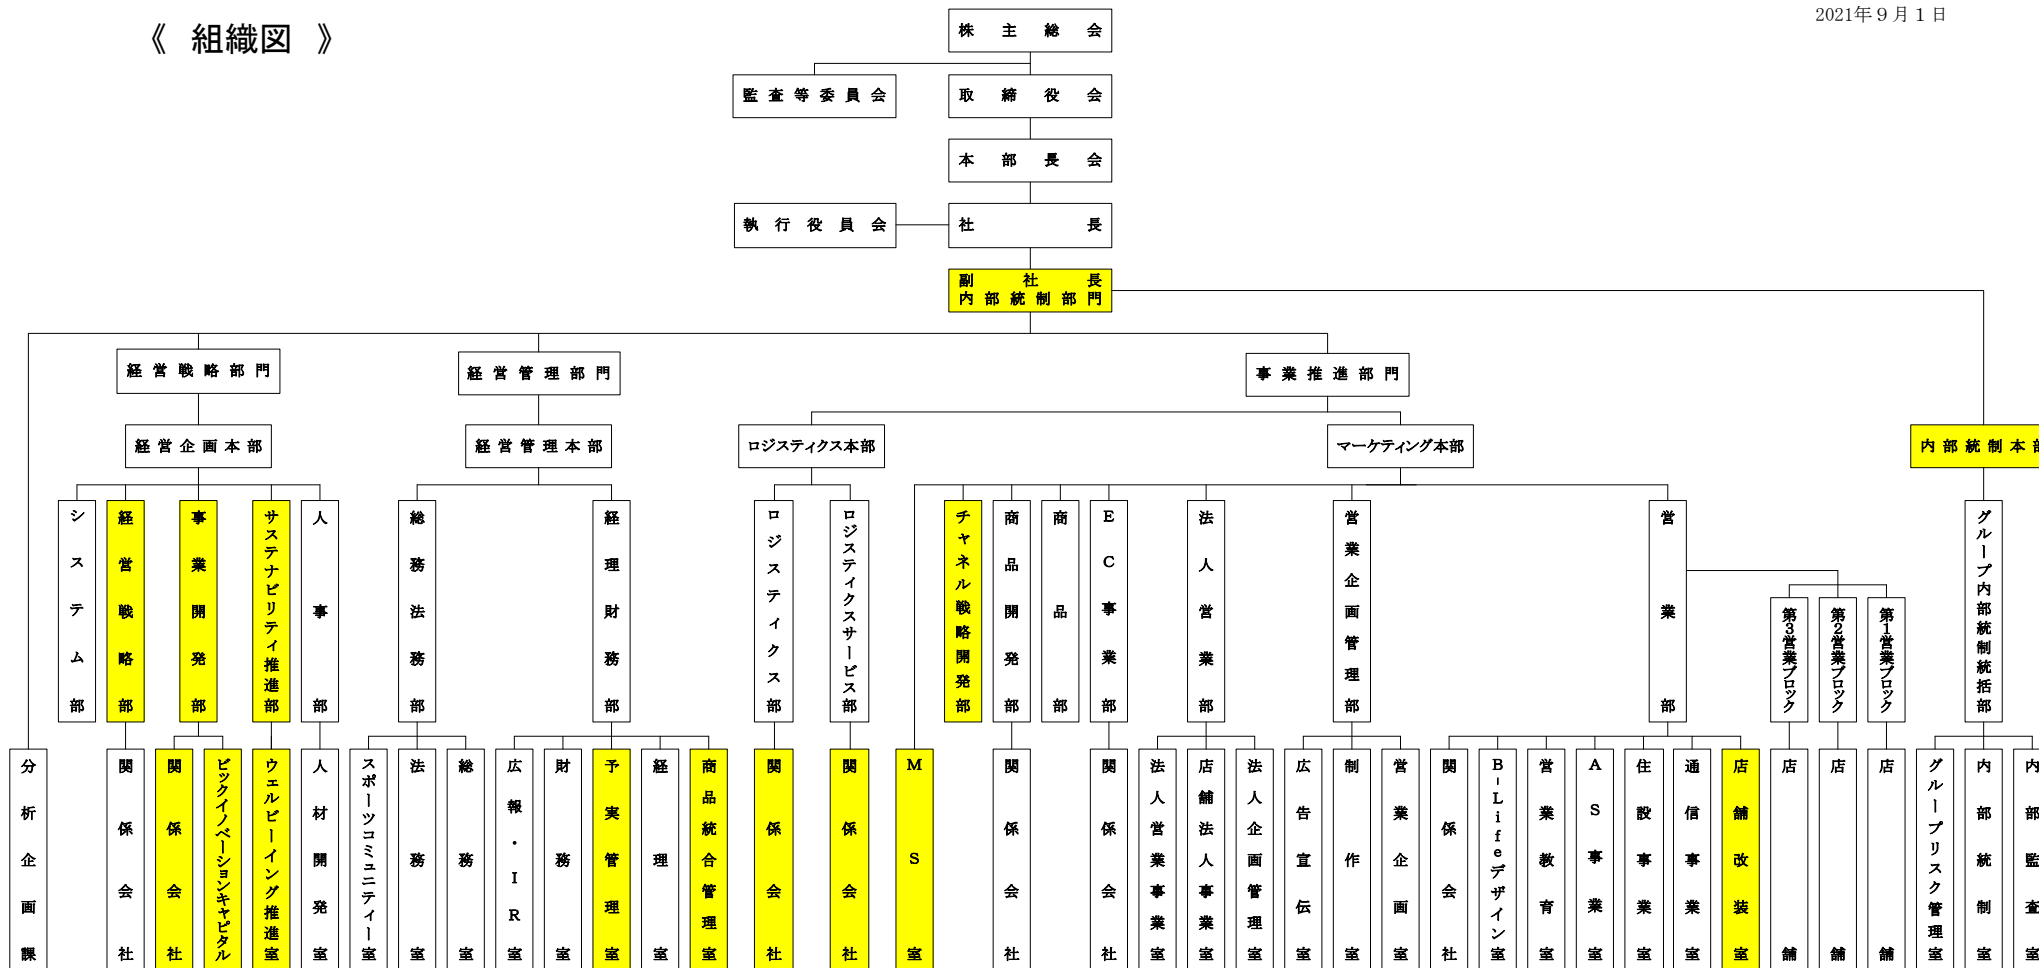 《 組織図 》
2021年９月１日
株主総会
監査等委員会
取締役会
本部長会
執行役員会
社長
副社長
内部統制部門
経営戦略部門
経営管理部門
事業推進部門
経営企画本部
経営管理本部
ロジスティクス本部
マーケティング本部
内部統制本部
システム部
経営戦略部
事業開発部
サステナビリティ推進部
人事部
総務法務部
経理財務部
ロジスティクス部
ロジスティクスサービス部
チャネル戦略開発部
商品開発部
商品部
ＥＣ事業部
法人営業部
営業企画管理部
営業部
第3営業ブロック
第2営業ブロック
第1営業ブロック
グループ内部統制統括部
分析企画課
関係会社
関係会社
ビックイノベーションキャピタル
ウェルビーイング推進室
人材開発室
スポーツコミュニティー室
法務室
総務室
広報・ＩＲ室
財務室
予実管理室
経理室
商品統合管理室
関係会社
関係会社
ＭＳ室
関係会社
関係会社
法人営業事業室
店舗法人事業室
法人企画管理室
広告宣伝室
制作室
営業企画室
関係会社
B-Lifeデザイン室
営業教育室
ＡＳ事業室
住設事業室
通信事業室
店舗改装室
店舗
店舗
店舗
グループリスク管理室
内部統制室
内部監査室